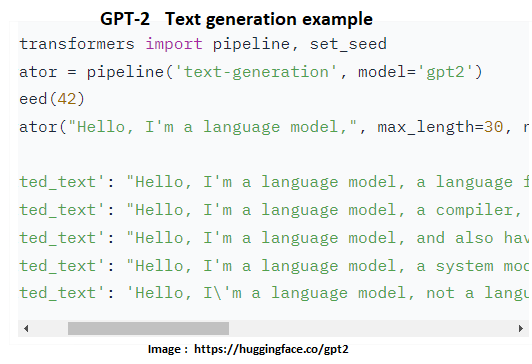 GPT-2 Text generation example
transformers import pipeline, set_seed
ator = pipeline('text-generation', model='gpt2')
eed(42)
ator("Hello, I'm a language model,", max_length=30, n
ted_text': "Hello, I'm a language model, a language f
ted_text': "Hello, I'm a language model, a compiler,
ted_text': "Hello, I'm a language model, and also hav
ted_text': "Hello, I'm a language model, a system mod
ted_text': 'Hello, I\'m a language model, not a langu
Image : https://huggingface.co/gpt2